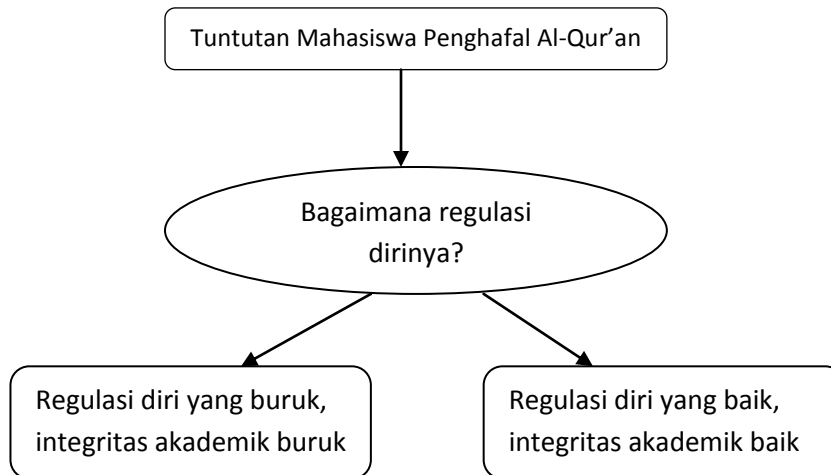 Tuntutan Mahasiswa Penghafal Al-Qur’an
Bagaimana regulasi
dirinya?
Regulasi diri yang buruk,
integritas akademik buruk
Regulasi diri yang baik,
integritas akademik baik